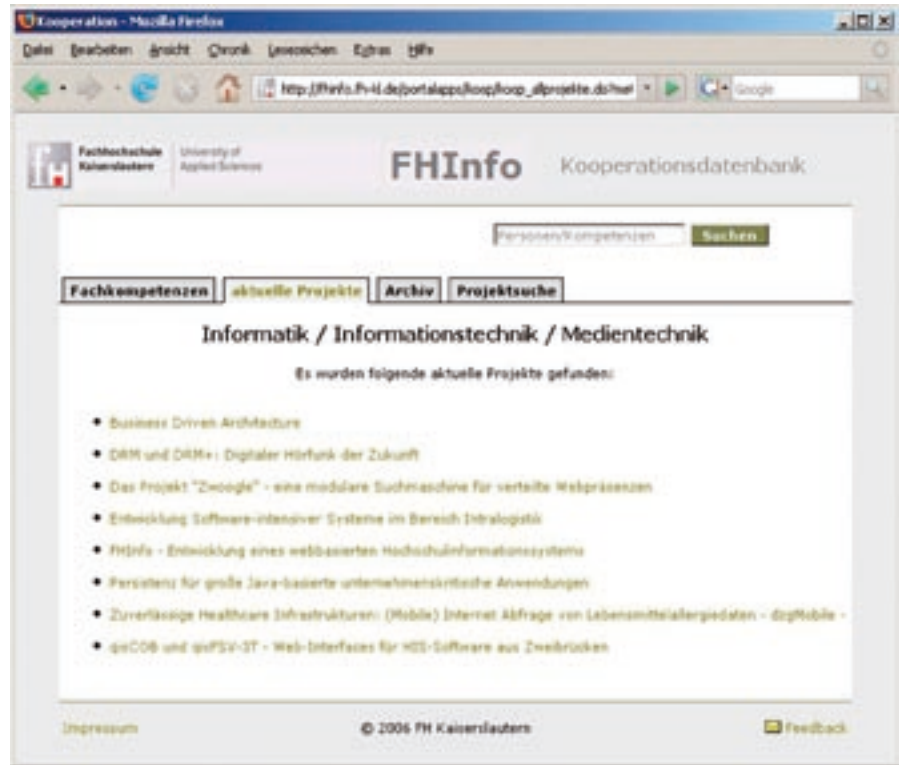 Kooperation - Mozilla Firefox
Datei Bearbeiten Ansicht Chronik Lesezeichen Extras Hilfe
Google
Fachhochschule Kaiserslautern University of Applied Sciences
FHInfo Kooperationsdatenbank
Personen/Kompetenzen Suchen
Fachkompetenzen aktuelle Projekte Archiv Projektsuche
Informatik / Informationstechnik / Medientechnik
Es wurden folgende aktuelle Projekte gefunden:
Business Driven Architecture
DRM und DRM+: Digitaler Hörfunk der Zukunft
Das Projekt "Zwoogle" - eine modulare Suchmaschine für verteilte Webpräsenzen
Entwicklung Software-intensiver Systeme im Bereich Intralogistik
FHInfo - Entwicklung eines webbasierten Hochschulinformationssystems
Persistenz für große Java-basierte unternehmenskritische Anwendungen
Zuverlässige Healthcare Infrastrukturen: (Mobile) Internet Abfrage von Lebensmittelallergiedaten -
und - Web-Interfaces für HIS-Software aus Zweibrücken
Impressum © 2006 FH Kaiserslautern Feedback